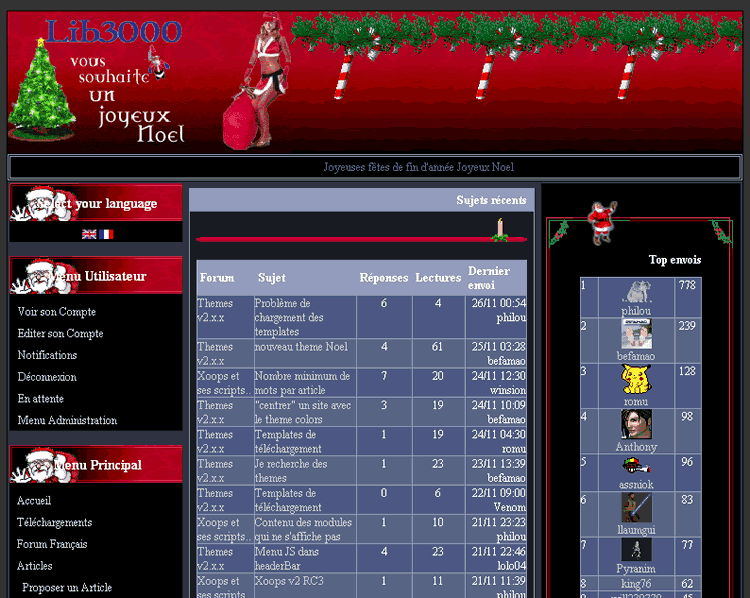 Lih3000
vous
souhaite
un
joyeux
Noel
Joyeuses fêtes de fin d'année Joyeux Noel
Select your language
Menu Utilisateur
Voir son Compte
Editer son Compte
Notifications
Déconnexion
En attente
Menu Administration
Menu Principal
Accueil
Téléchargements
Forum Français
Articles
Proposer un Article
Sujets récents
Forum Sujet Réponses Lectures Dernier
envoi
Themes Problème de 6 4 26/11 00:54
v2.x.x chargement des philou
templates
Themes nouveau theme Noel 4 61 25/11 03:28
v2.x.x befamao
Xoops et Nombre minimum de 7 20 24/11 12:30
ses scripts.. mots par article winsion
Themes "centrer" un site avec 3 19 24/11 10:09
v2.x.x le theme colors befamao
Themes Templates de 1 19 24/11 04:30
v2.x.x téléchargement romu
Themes Je recherche des 1 23 23/11 13:39
v2.x.x themes befamao
Themes Templates de 0 6 22/11 09:00
v2.x.x téléchargement Venom
Xoops et Contenu des modules 1 10 21/11 23:23
ses scripts.. qui ne s'affiche pas philou
Themes Menu JS dans 4 23 21/11 22:46
v2.x.x headerBar lolo04
Xoops et Xoops v2 RC3 1 11 21/11 11:39
ses scripts.. philou
Top envois
1 778
philou
2 239
befamao
3 128
romu
4 98
Anthony
5 96
assniok
6 83
llaumgui
7 77
Pyranim
8 king76 62
45